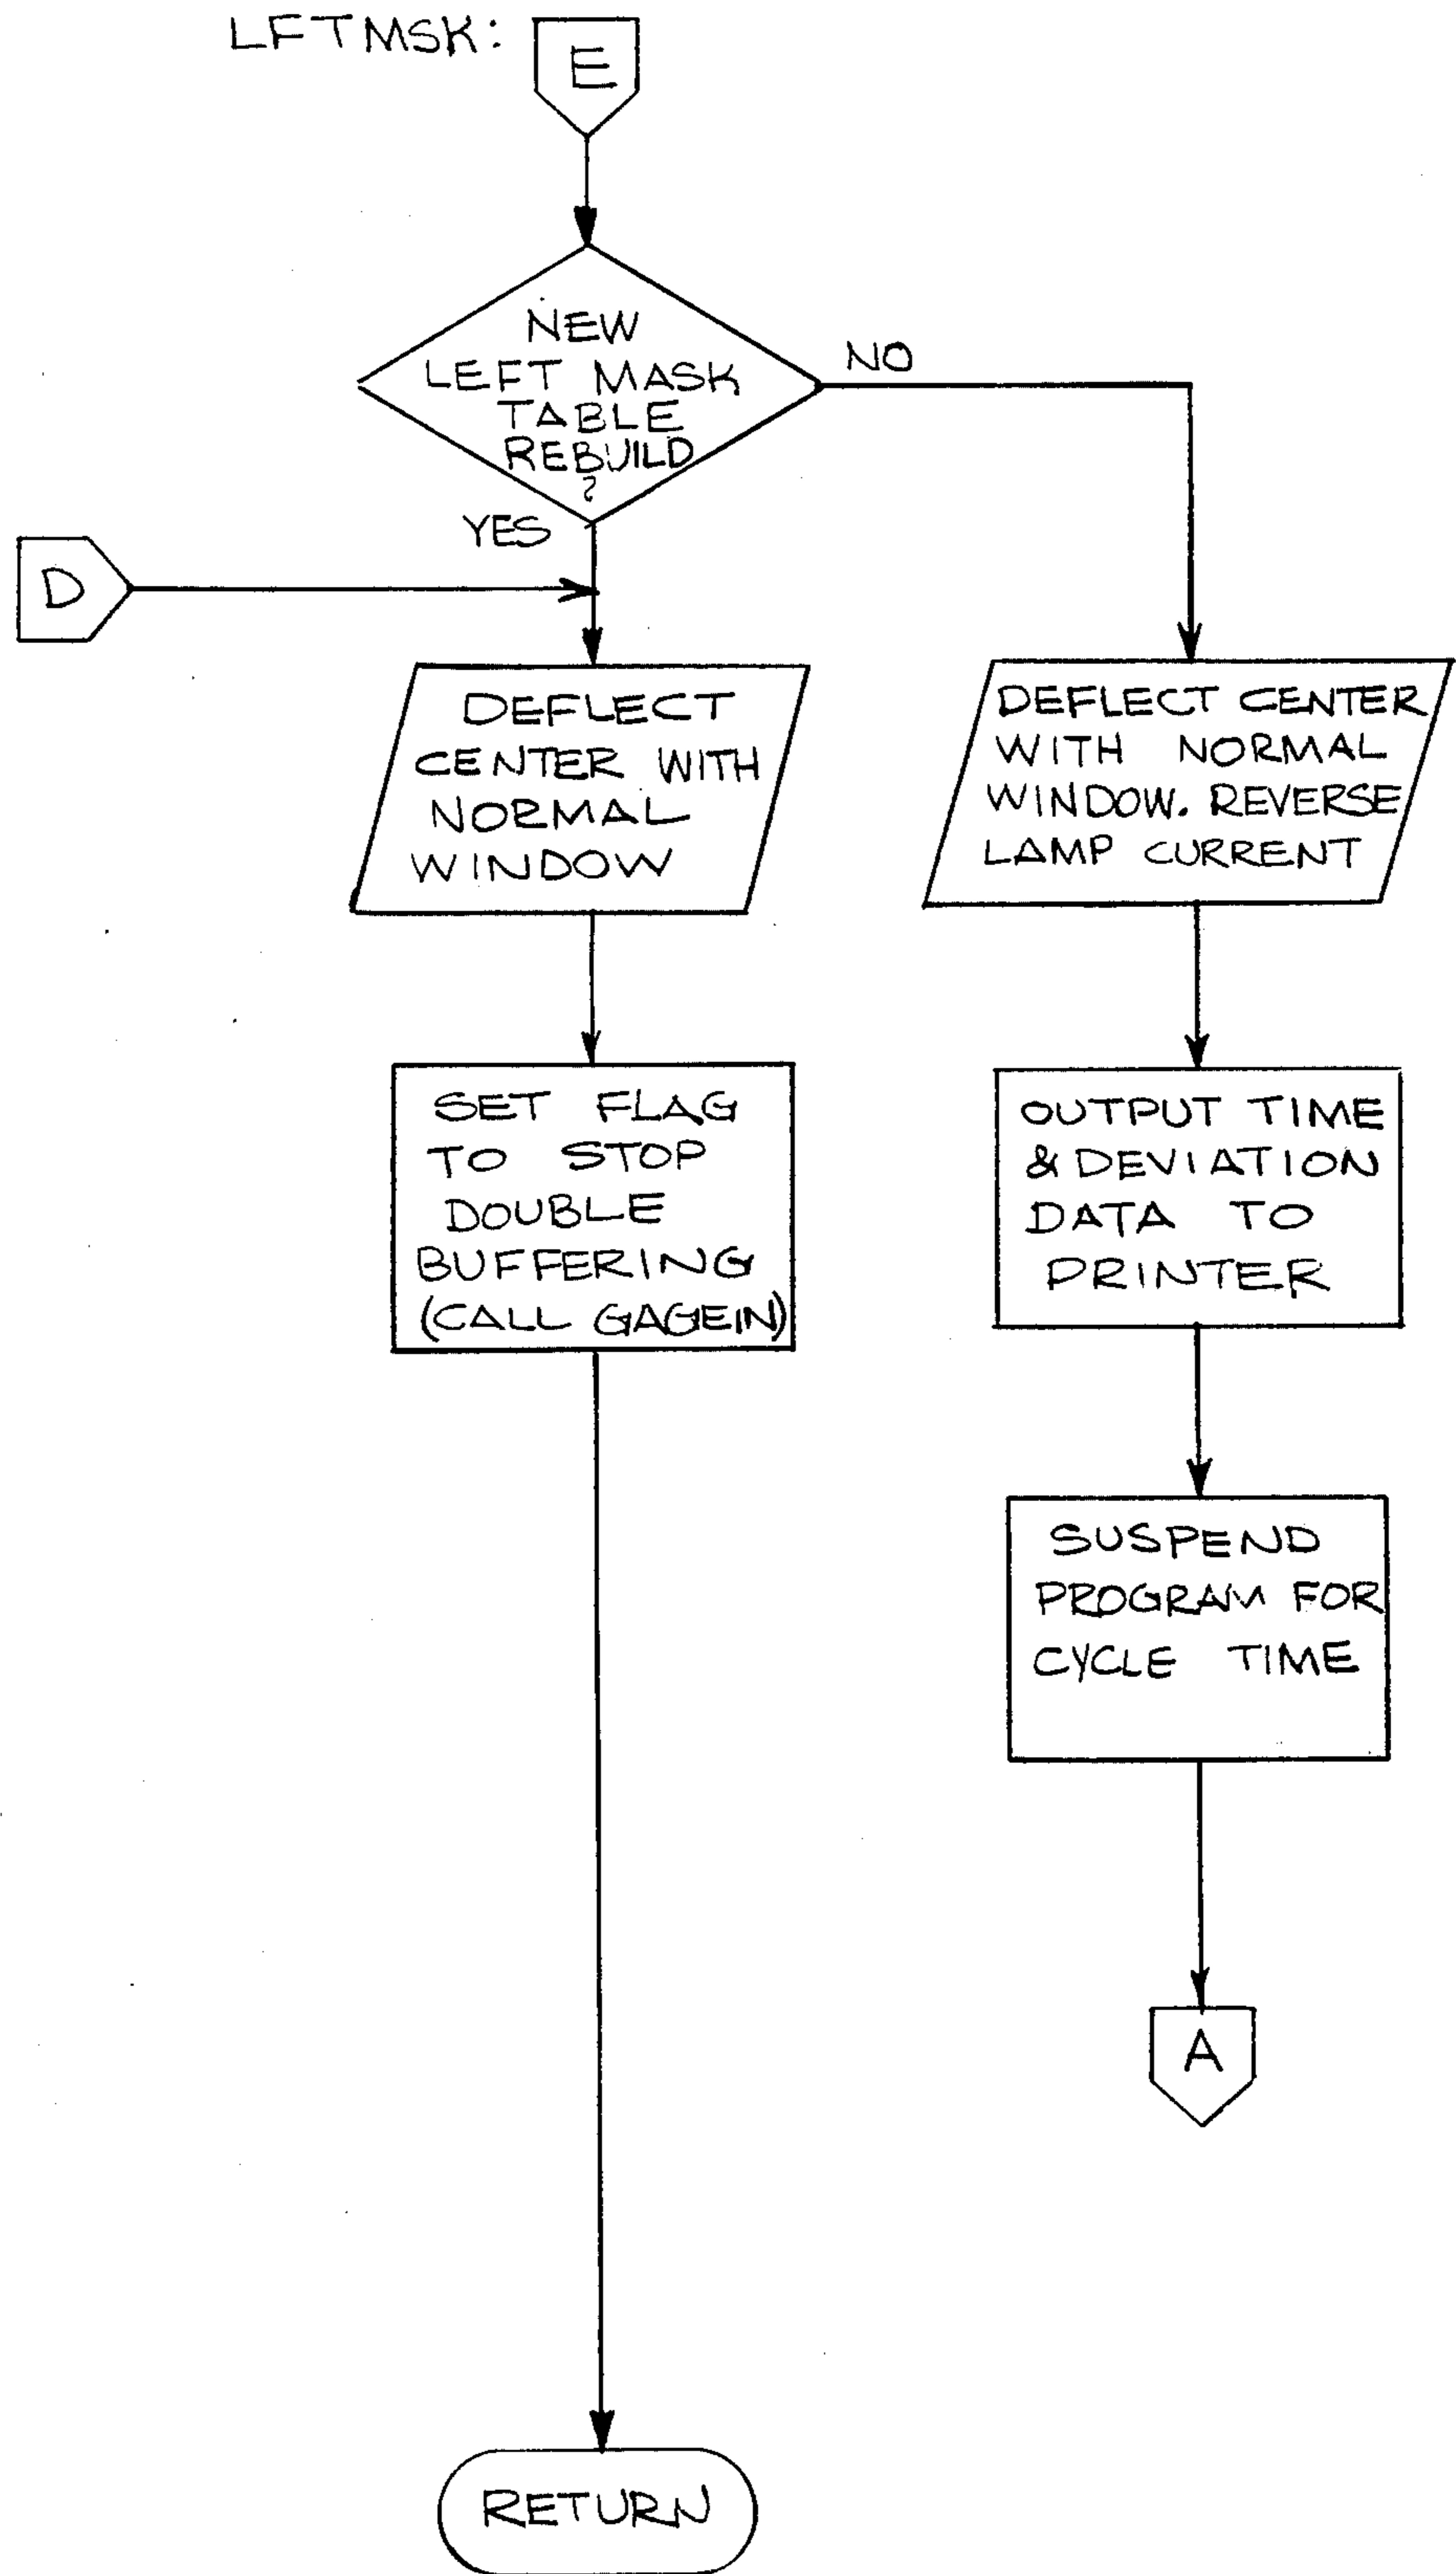 LFTMSK:
E
NEW
LEFT MASK
TABLE
REBUILD
?
NO
YES
D
DEFLECT
CENTER WITH
NORMAL
WINDOW
DEFLECT CENTER
WITH NORMAL
WINDOW. REVERSE
LAMP CURRENT
SET FLAG
TO STOP
DOUBLE
BUFFERING
(CALL GAGEIN)
OUTPUT TIME
& DEVIATION
DATA TO
PRINTER
SUSPEND
PROGRAM FOR
CYCLE TIME
A
RETURN